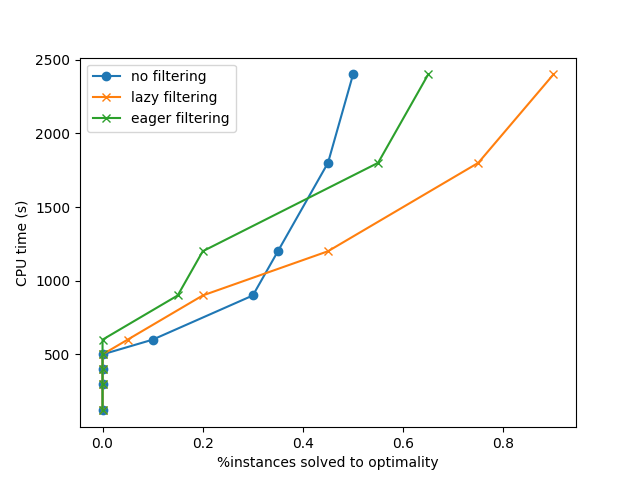 no filtering
lazy filtering
eager filtering
2500
2000
1500
1000
500
CPU time (s)
0.0 0.2 0.4 0.6 0.8
%instances solved to optimality